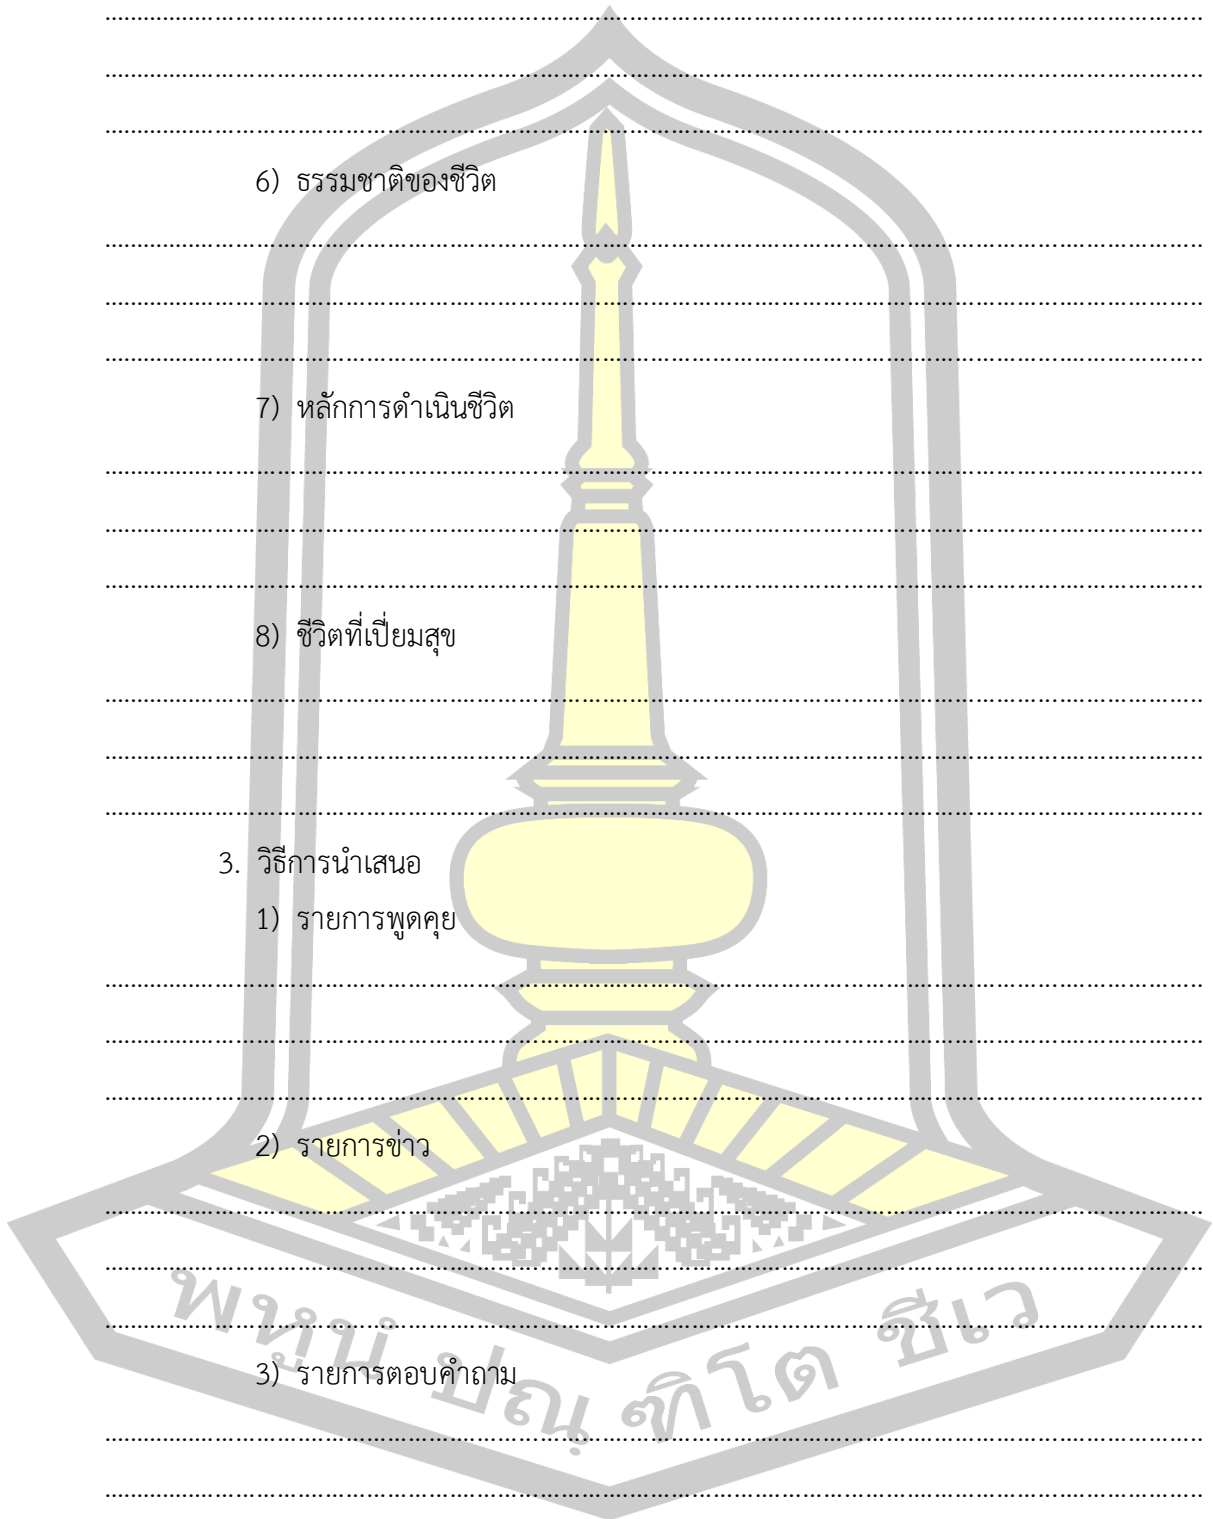 6) ธรรมชาติของชีวิต
7) หลักการดำเนินชีวิต
8) ชีวิตที่เปี่ยมสุข
3. วิธีการนำเสนอ
1) รายการพูดคุย
2) รายการข่าว
3) รายการตอบคำถาม
พหูนํ ปณฺฑิโต ชีเว